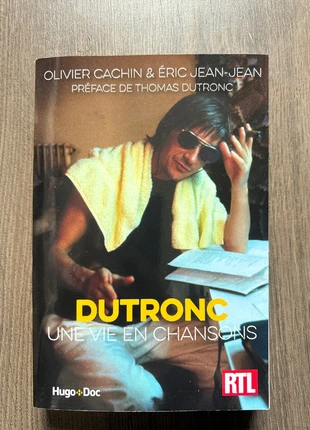 OLIVIER CACHIN & ÉRIC JEAN-JEAN
PRÉFACE DE THOMAS DUTRONC
DUTRONC
UNE VIE EN CHANSONS
Hugo+Doc
RTL